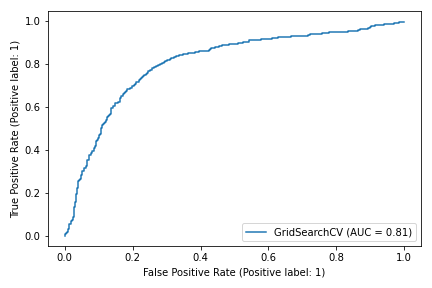 1.0
0.8
0.6
0.4
0.2
0.0
True Positive Rate (Positive label: 1)
GridSearchCV (AUC = 0.81)
0.0 0.2 0.4 0.6 0.8 1.0
False Positive Rate (Positive label: 1)